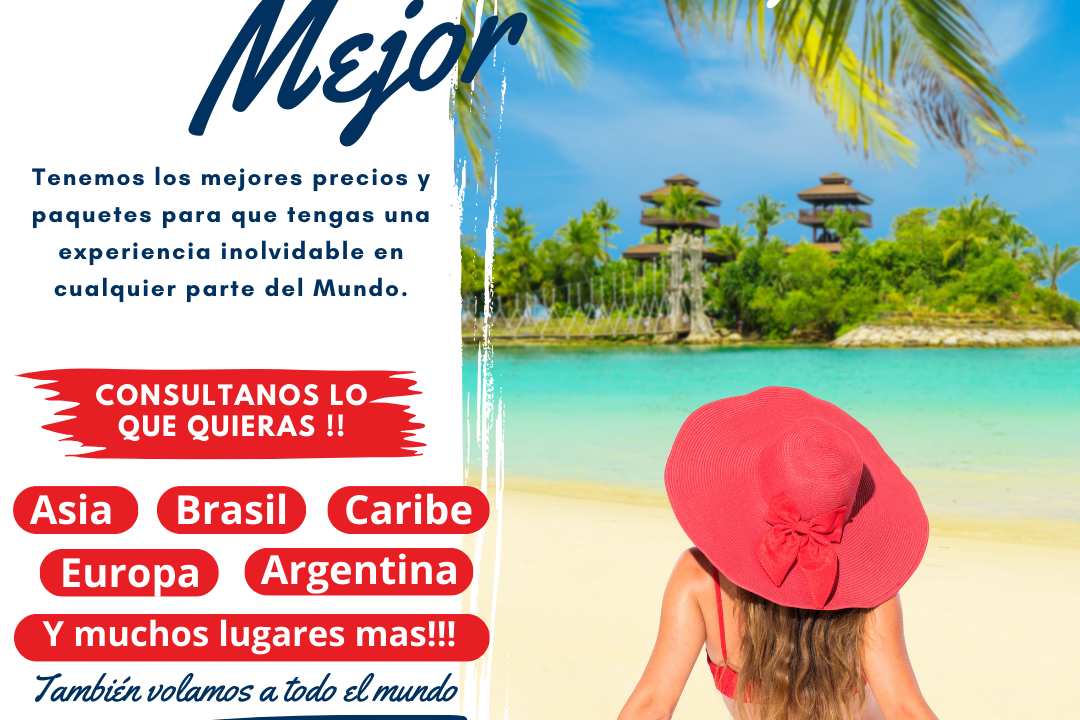 Mejor
Tenemos los mejores precios y
paquetes para que tengas una
experiencia inolvidable en
cualquier parte del Mundo.
CONSULTANOS LO
QUE QUIERAS !!
Asia Brasil Caribe
Europa Argentina
Y muchos lugares mas!!!
También volamos a todo el mundo